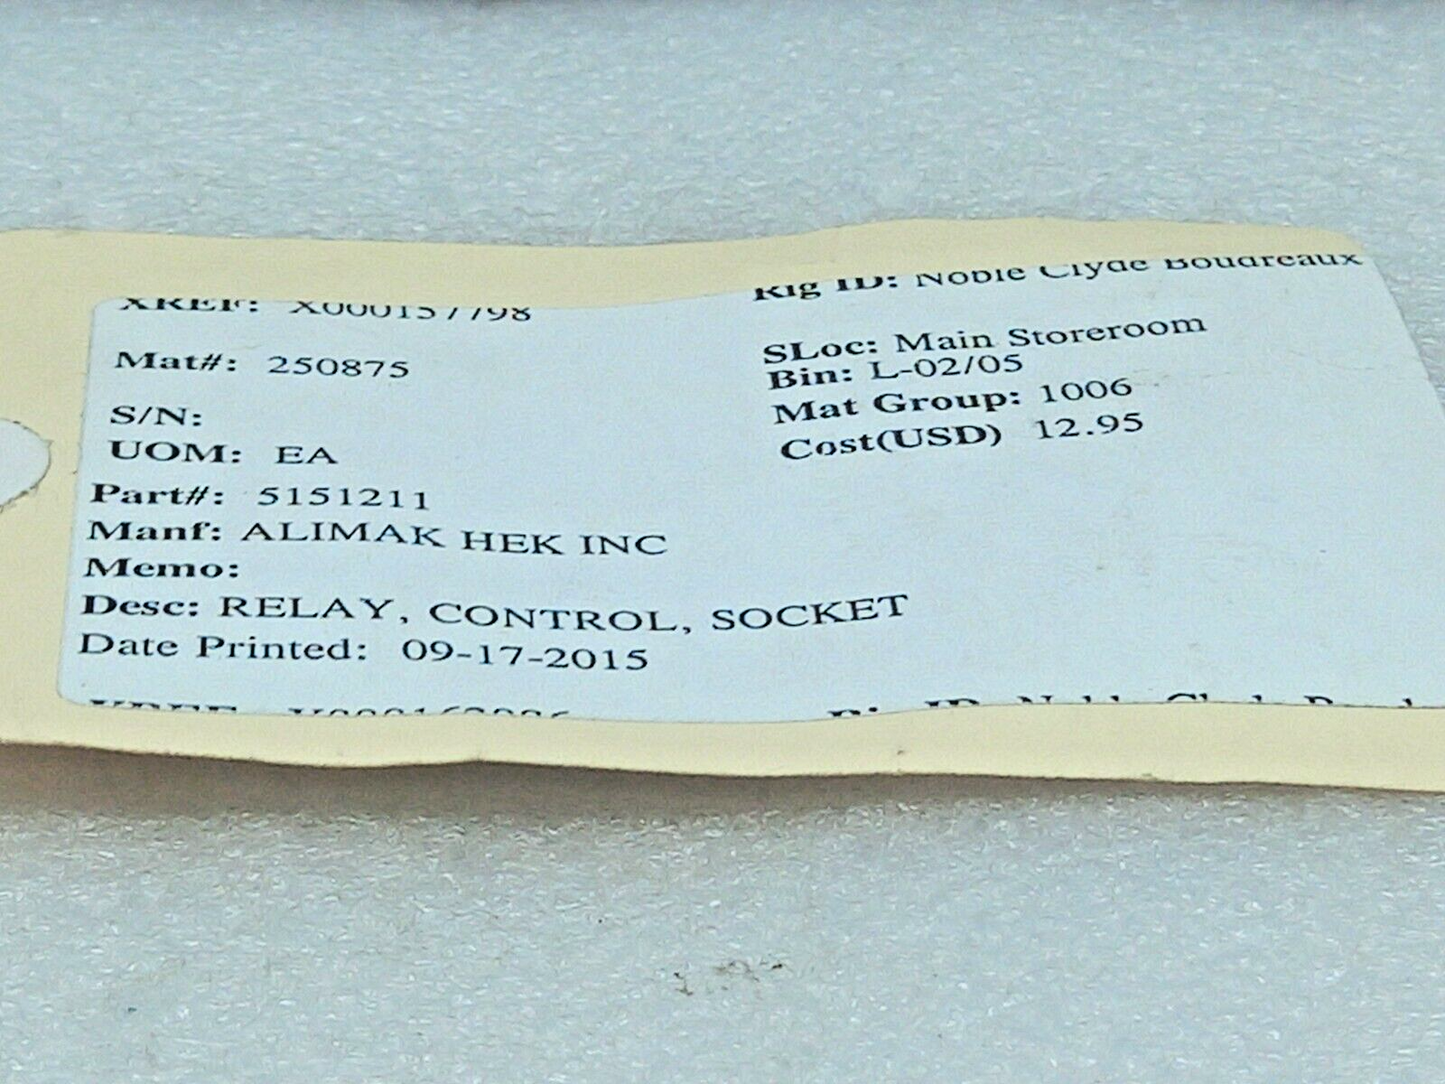 XREF: X000157798
Rig ID: Noble Clyde Boudreaux
Mat#: 250875
SLoc: Main Storeroom
Bin: L-02/05
S/N:
Mat Group: 1006
UOM: EA
Cost(USD) 12.95
Part#: 5151211
Manf: ALIMAK HEK INC
Memo:
Desc: RELAY, CONTROL, SOCKET
Date Printed: 09-17-2015